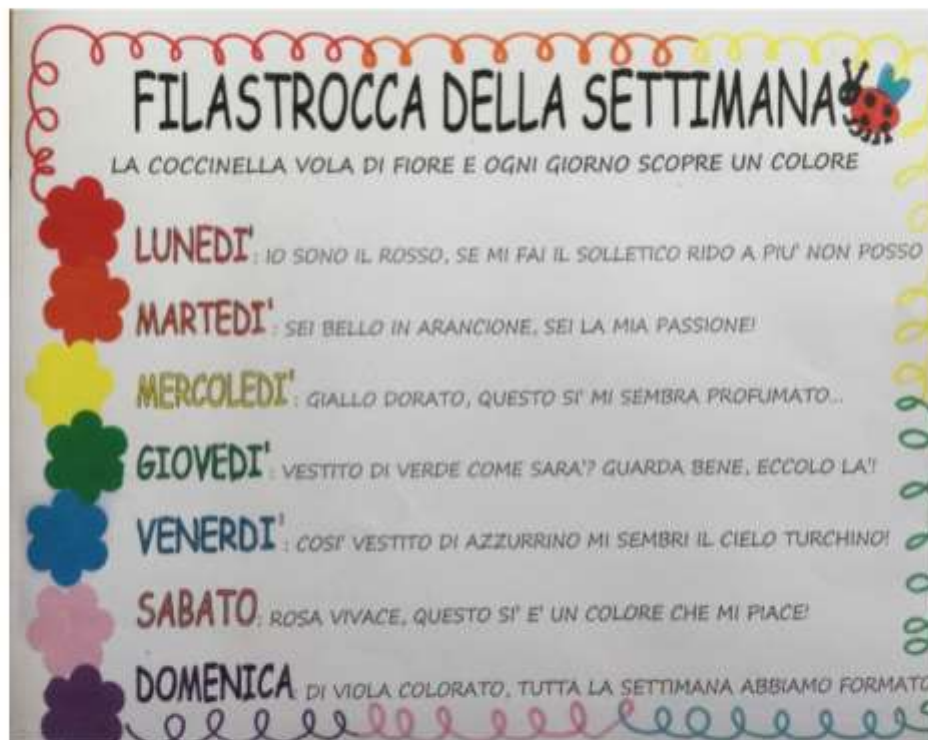 FILASTROCCA DELLA SETTIMANA
LA COCCINELLA VOLA DI FIORE E OGNI GIORNO SCOPRE UN COLORE
LUNEDI': IO SONO IL ROSSO, SE MI FAI IL SOLLETICO RIDO A PIU' NON POSSO
MARTEDI': SEI BELLO IN ARANCIONE, SEI LA MIA PASSIONE!
MERCOLEDI': GIALLO DORATO, QUESTO SI' MI SEMBRA PROFUMATO...
GIOVEDI': VESTITO DI VERDE COME SARA'? GUARDA BENE, ECCOLO LA'!
VENERDI': COSI' VESTITO DI AZZURRINO MI SEMBRI IL CIELO TURCHINO!
SABATO: ROSA VIVACE, QUESTO SI' E' UN COLORE CHE MI PIACE!
DOMENICA: DI VIOLA COLORATO, TUTTA LA SETTIMANA ABBIAMO FORMATO